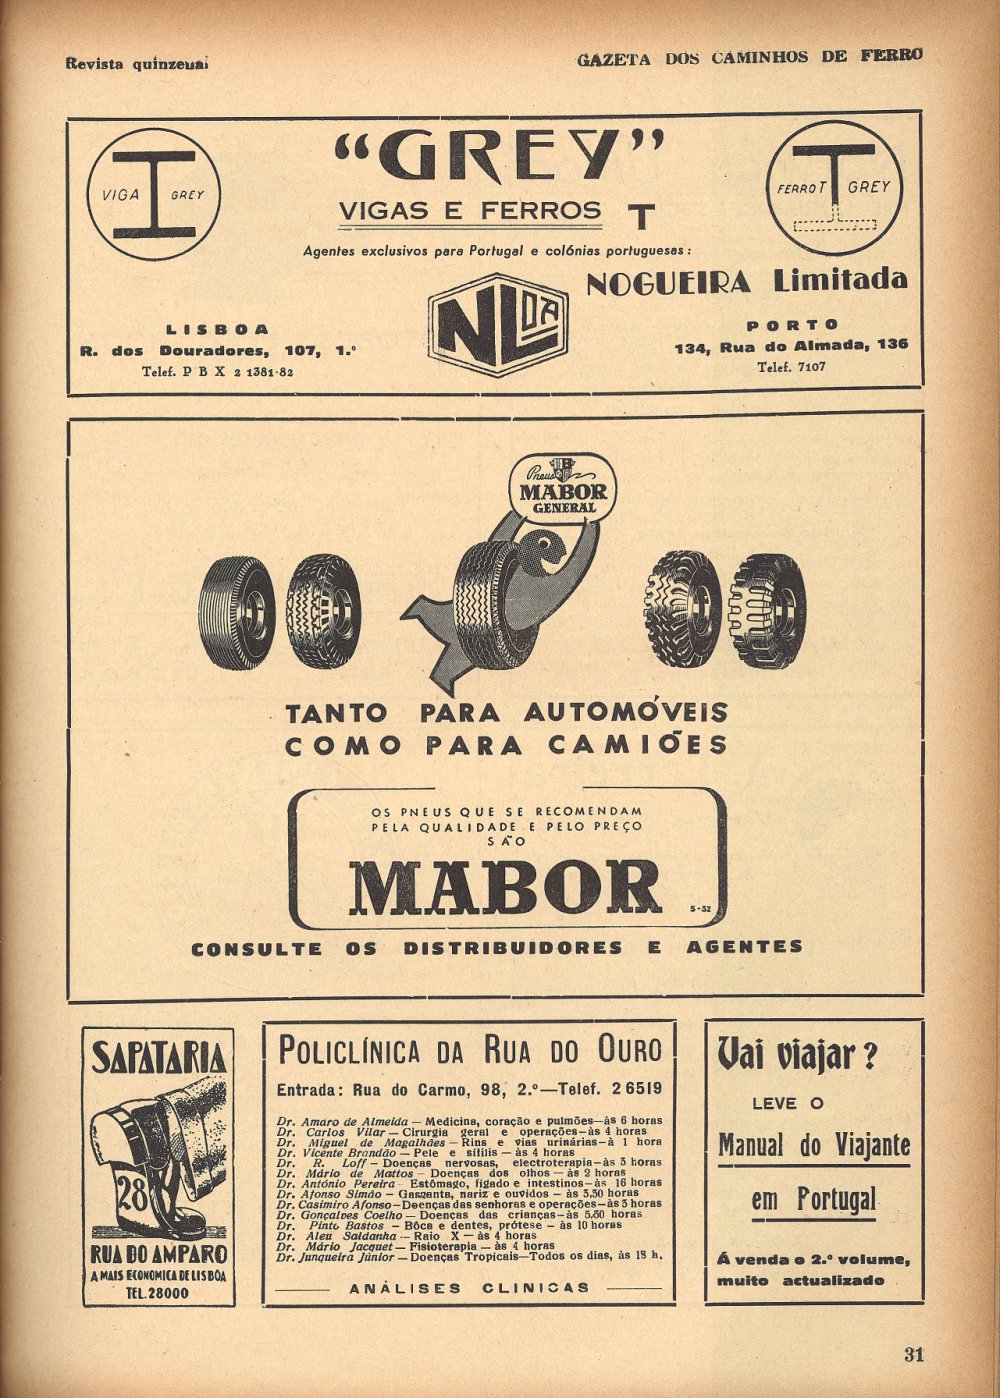 Revista quinzenal
GAZETA DOS CAMINHOS DE FERRO
VIGA GREY
"GREY"
VIGAS E FERROS T
FERRO T GREY
Agentes exclusivos para Portugal e colónias portuguesas:
NOGUEIRA Limitada
NLDA
LISBOA
R. dos Douradores, 107, 1.º
Telef. P B X 2 1381-82
PORTO
134, Rua do Almada, 136
Telef. 7107
Pneus
MABOR
GENERAL
TANTO PARA AUTOMÓVEIS
COMO PARA CAMIÕES
OS PNEUS QUE SE RECOMENDAM
PELA QUALIDADE E PELO PREÇO
SÃO
MABOR
5-52
CONSULTE OS DISTRIBUIDORES E AGENTES
SAPATARIA
28
RUA DO AMPARO
A MAIS ECONOMICA DE LISBOA
TEL. 28000
POLICLÍNICA DA RUA DO OURO
Entrada: Rua do Carmo, 98, 2.º—Telef. 2 6519
Dr. Amaro de Almeida — Medicina, coração e pulmões—às 6 horas
Dr. Carlos Vilar — Cirurgia geral e operações—às 4 horas
Dr. Miguel de Magalhães — Rins e vias urinárias—à 1 hora
Dr. Vicente Brandão — Pele e sífilis — às 4 horas
Dr. R. Loff — Doenças nervosas, electroterapia—às 3 horas
Dr. Mário de Mattos — Doenças dos olhos — às 2 horas
Dr. António Pereira — Estômago, fígado e intestinos—às 16 horas
Dr. Afonso Simão — Garganta, nariz e ouvidos — às 3,30 horas
Dr. Casimiro Afonso—Doenças das senhoras e operações—às 3 horas
Dr. Gonçalves Coelho — Doenças das crianças—às 5.30 horas
Dr. Pinto Bastos — Bôca e dentes, prótese — às 10 horas
Dr. Aleu Saldanha — Raio X — às 4 horas
Dr. Mário Jacquet — Fisioterapia — às 4 horas
Dr. Junqueira Júnior — Doenças Tropicais—Todos os dias, às 18 h.
ANÁLISES CLINICAS
Vai viajar?
LEVE O
Manual do Viajante
em Portugal
Á venda o 2.º volume,
muito actualizado
31